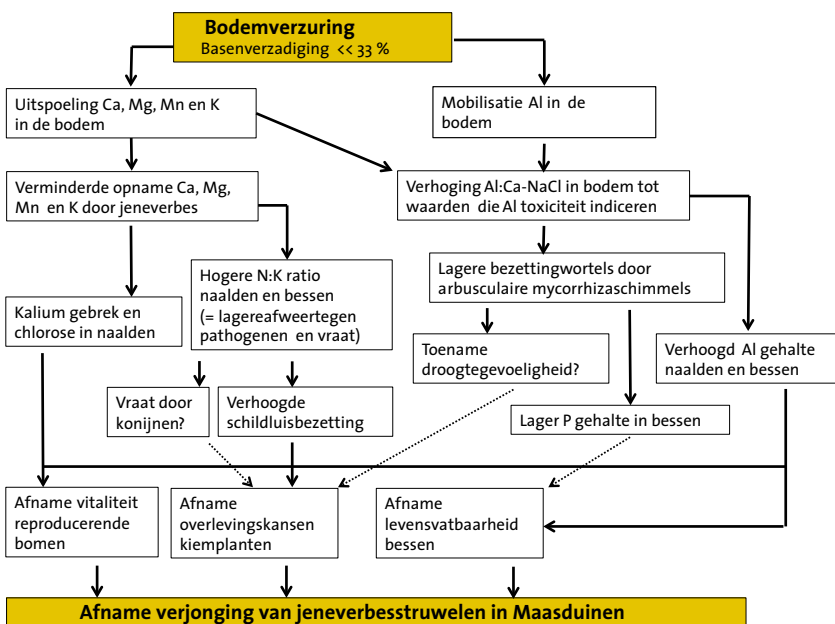 Bodemverzuring
Basenverzadiging << 33 %
Uitspoeling Ca, Mg, Mn en K
in de bodem
Mobilisatie Al in de
bodem
Verminderde opname Ca, Mg,
Mn en K door jeneverbes
Verhoging Al:Ca-NaCl in bodem tot
waarden die Al toxiciteit indiceren
Hogere N:K ratio
naalden en bessen
(= lagereafweertegen
pathogenen en vraat)
Lagere bezettingwortels door
arbusculaire mycorrhizaschimmels
Kalium gebrek en
chlorose in naalden
Toename
droogtegevoeligheid?
Verhoogd Al gehalte
naalden en bessen
Vraat door
konijnen?
Verhoogde
schildluisbezetting
Lager P gehalte in bessen
Afname vitaliteit
reproducerende
bomen
Afname
overlevingskansen
kiemplanten
Afname
levensvatbaarheid
bessen
Afname verjonging van jeneverbesstruwelen in Maasduinen